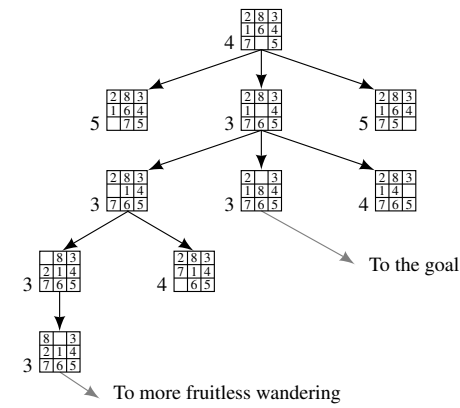 2 8 3
1 6 4
4 7 5
2 8 3 2 8 3 2 8 3
1 6 4 1 4 1 6 4
5 7 5 3 7 6 5 5 7 5
2 8 3 2 3 2 8 3
1 4 1 8 4 1 4
3 7 6 5 3 7 6 5 4 7 6 5
8 3 2 8 3
2 1 4 7 1 4
3 7 6 5 4 6 5
To the goal
8 3
2 1 4
3 7 6 5
To more fruitless wandering